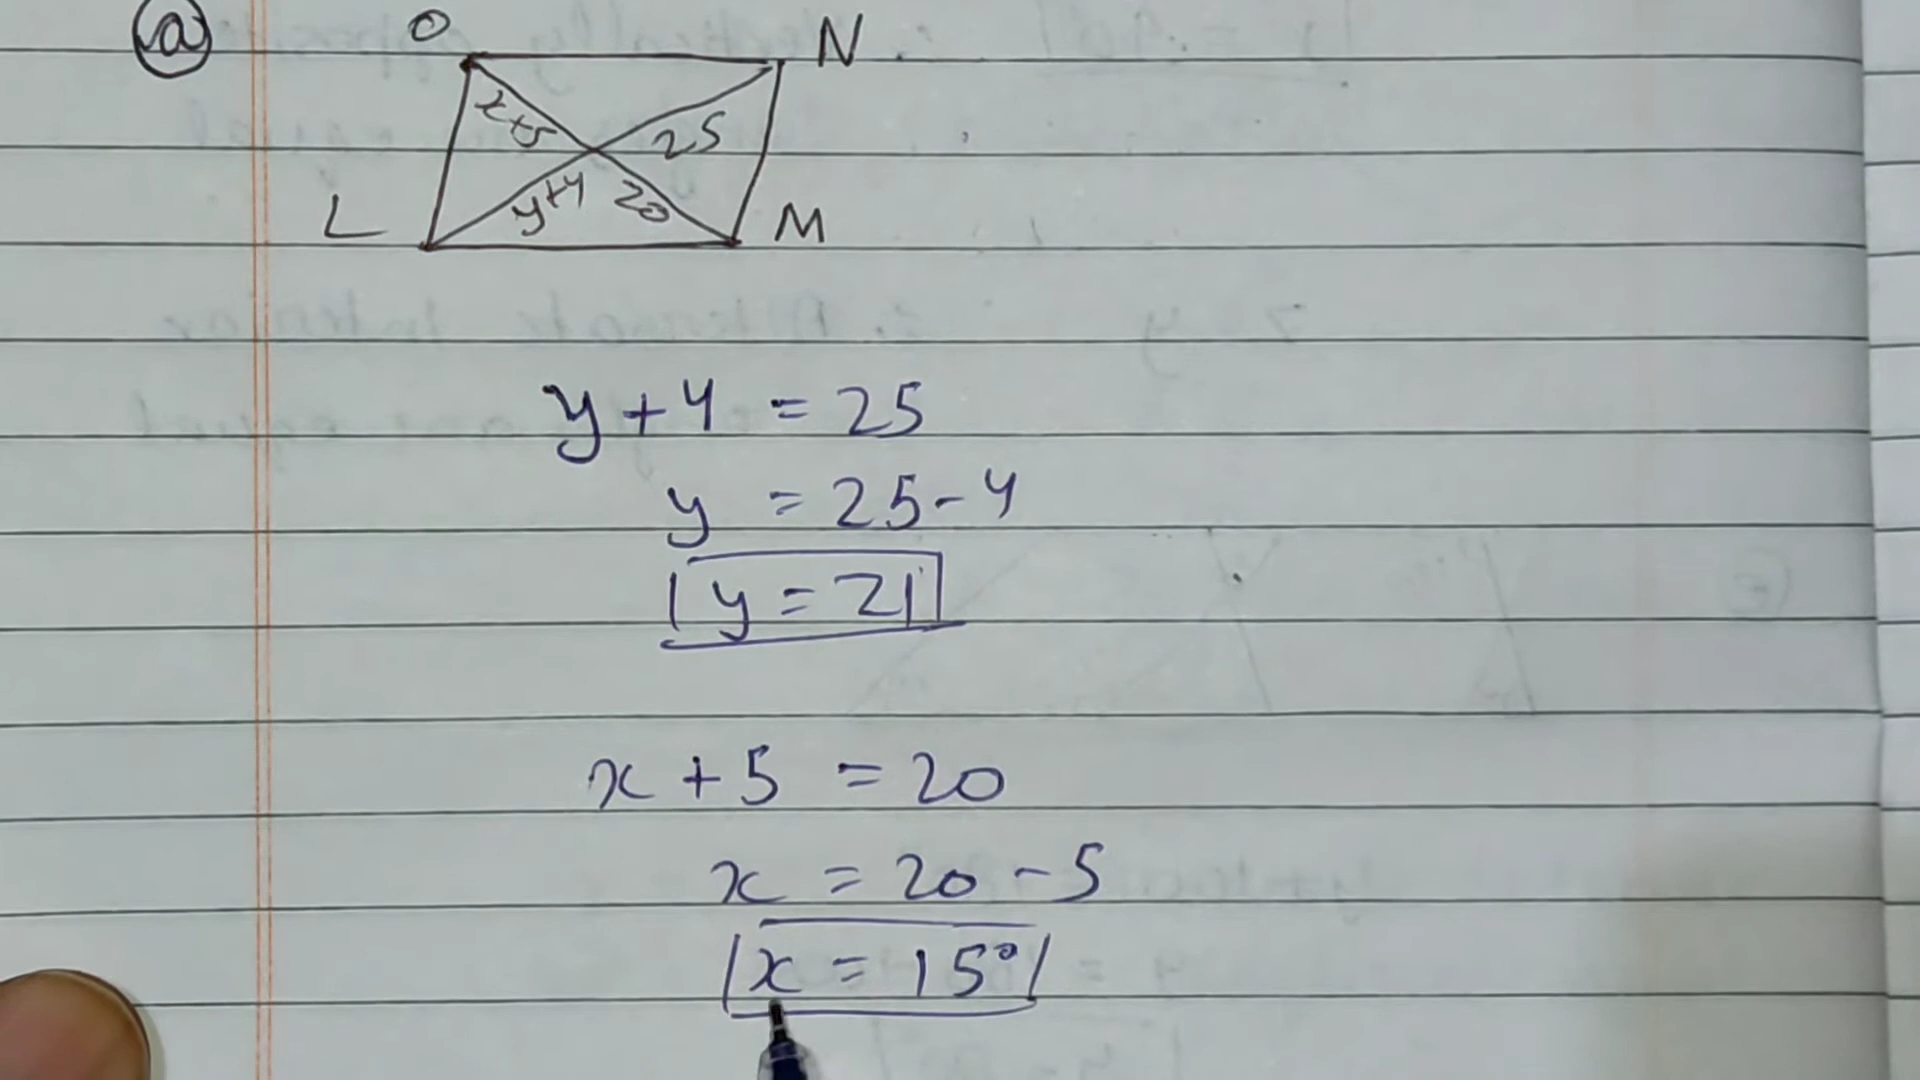 a
O N
x+5 25
L y+4 20 M
y + 4 = 25
y = 25 - 4
y = 21
x + 5 = 20
x = 20 - 5
x = 15°